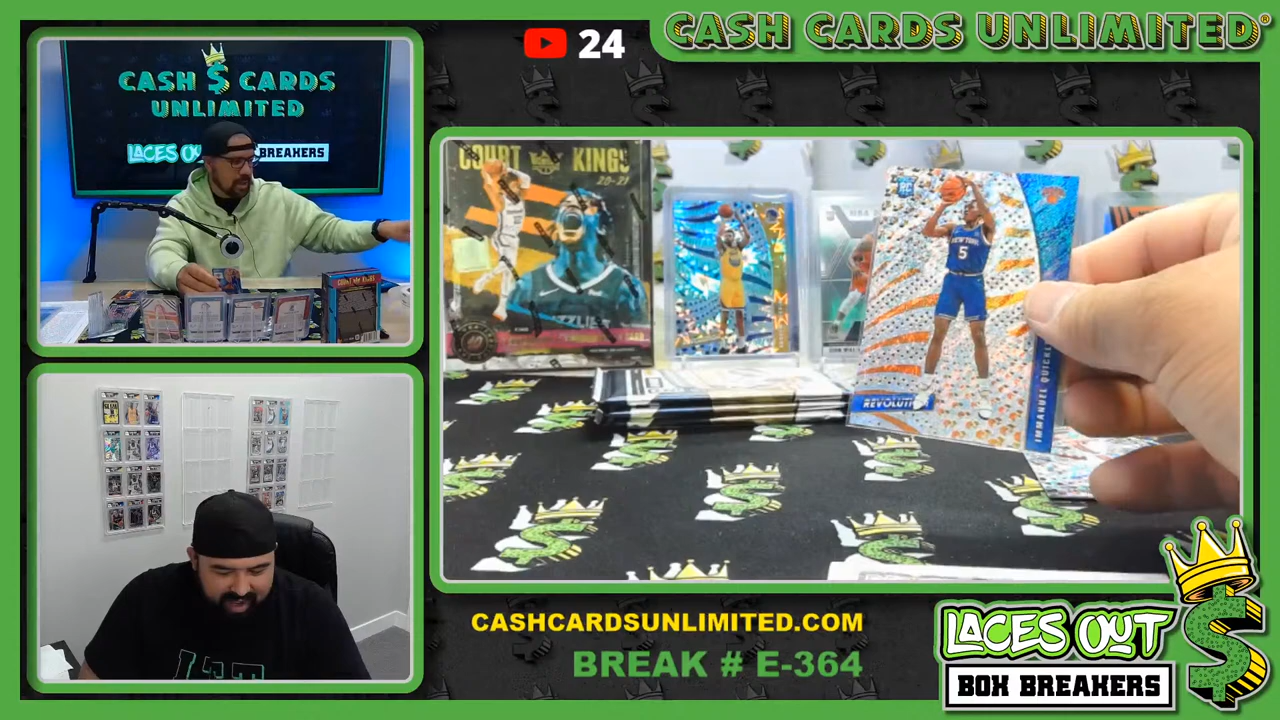 CASH CARDS UNLIMITED®
24
CASH $ CARDS
UNLIMITED
LACES OUT
BREAKERS
COURT KINGS
20-21
RC
NEW YORK
5
REVOLUTION
IMMANUEL QUICKL
CASHCARDSUNLIMITED.COM
BREAK # E-364
LACES OUT
BOX BREAKERS